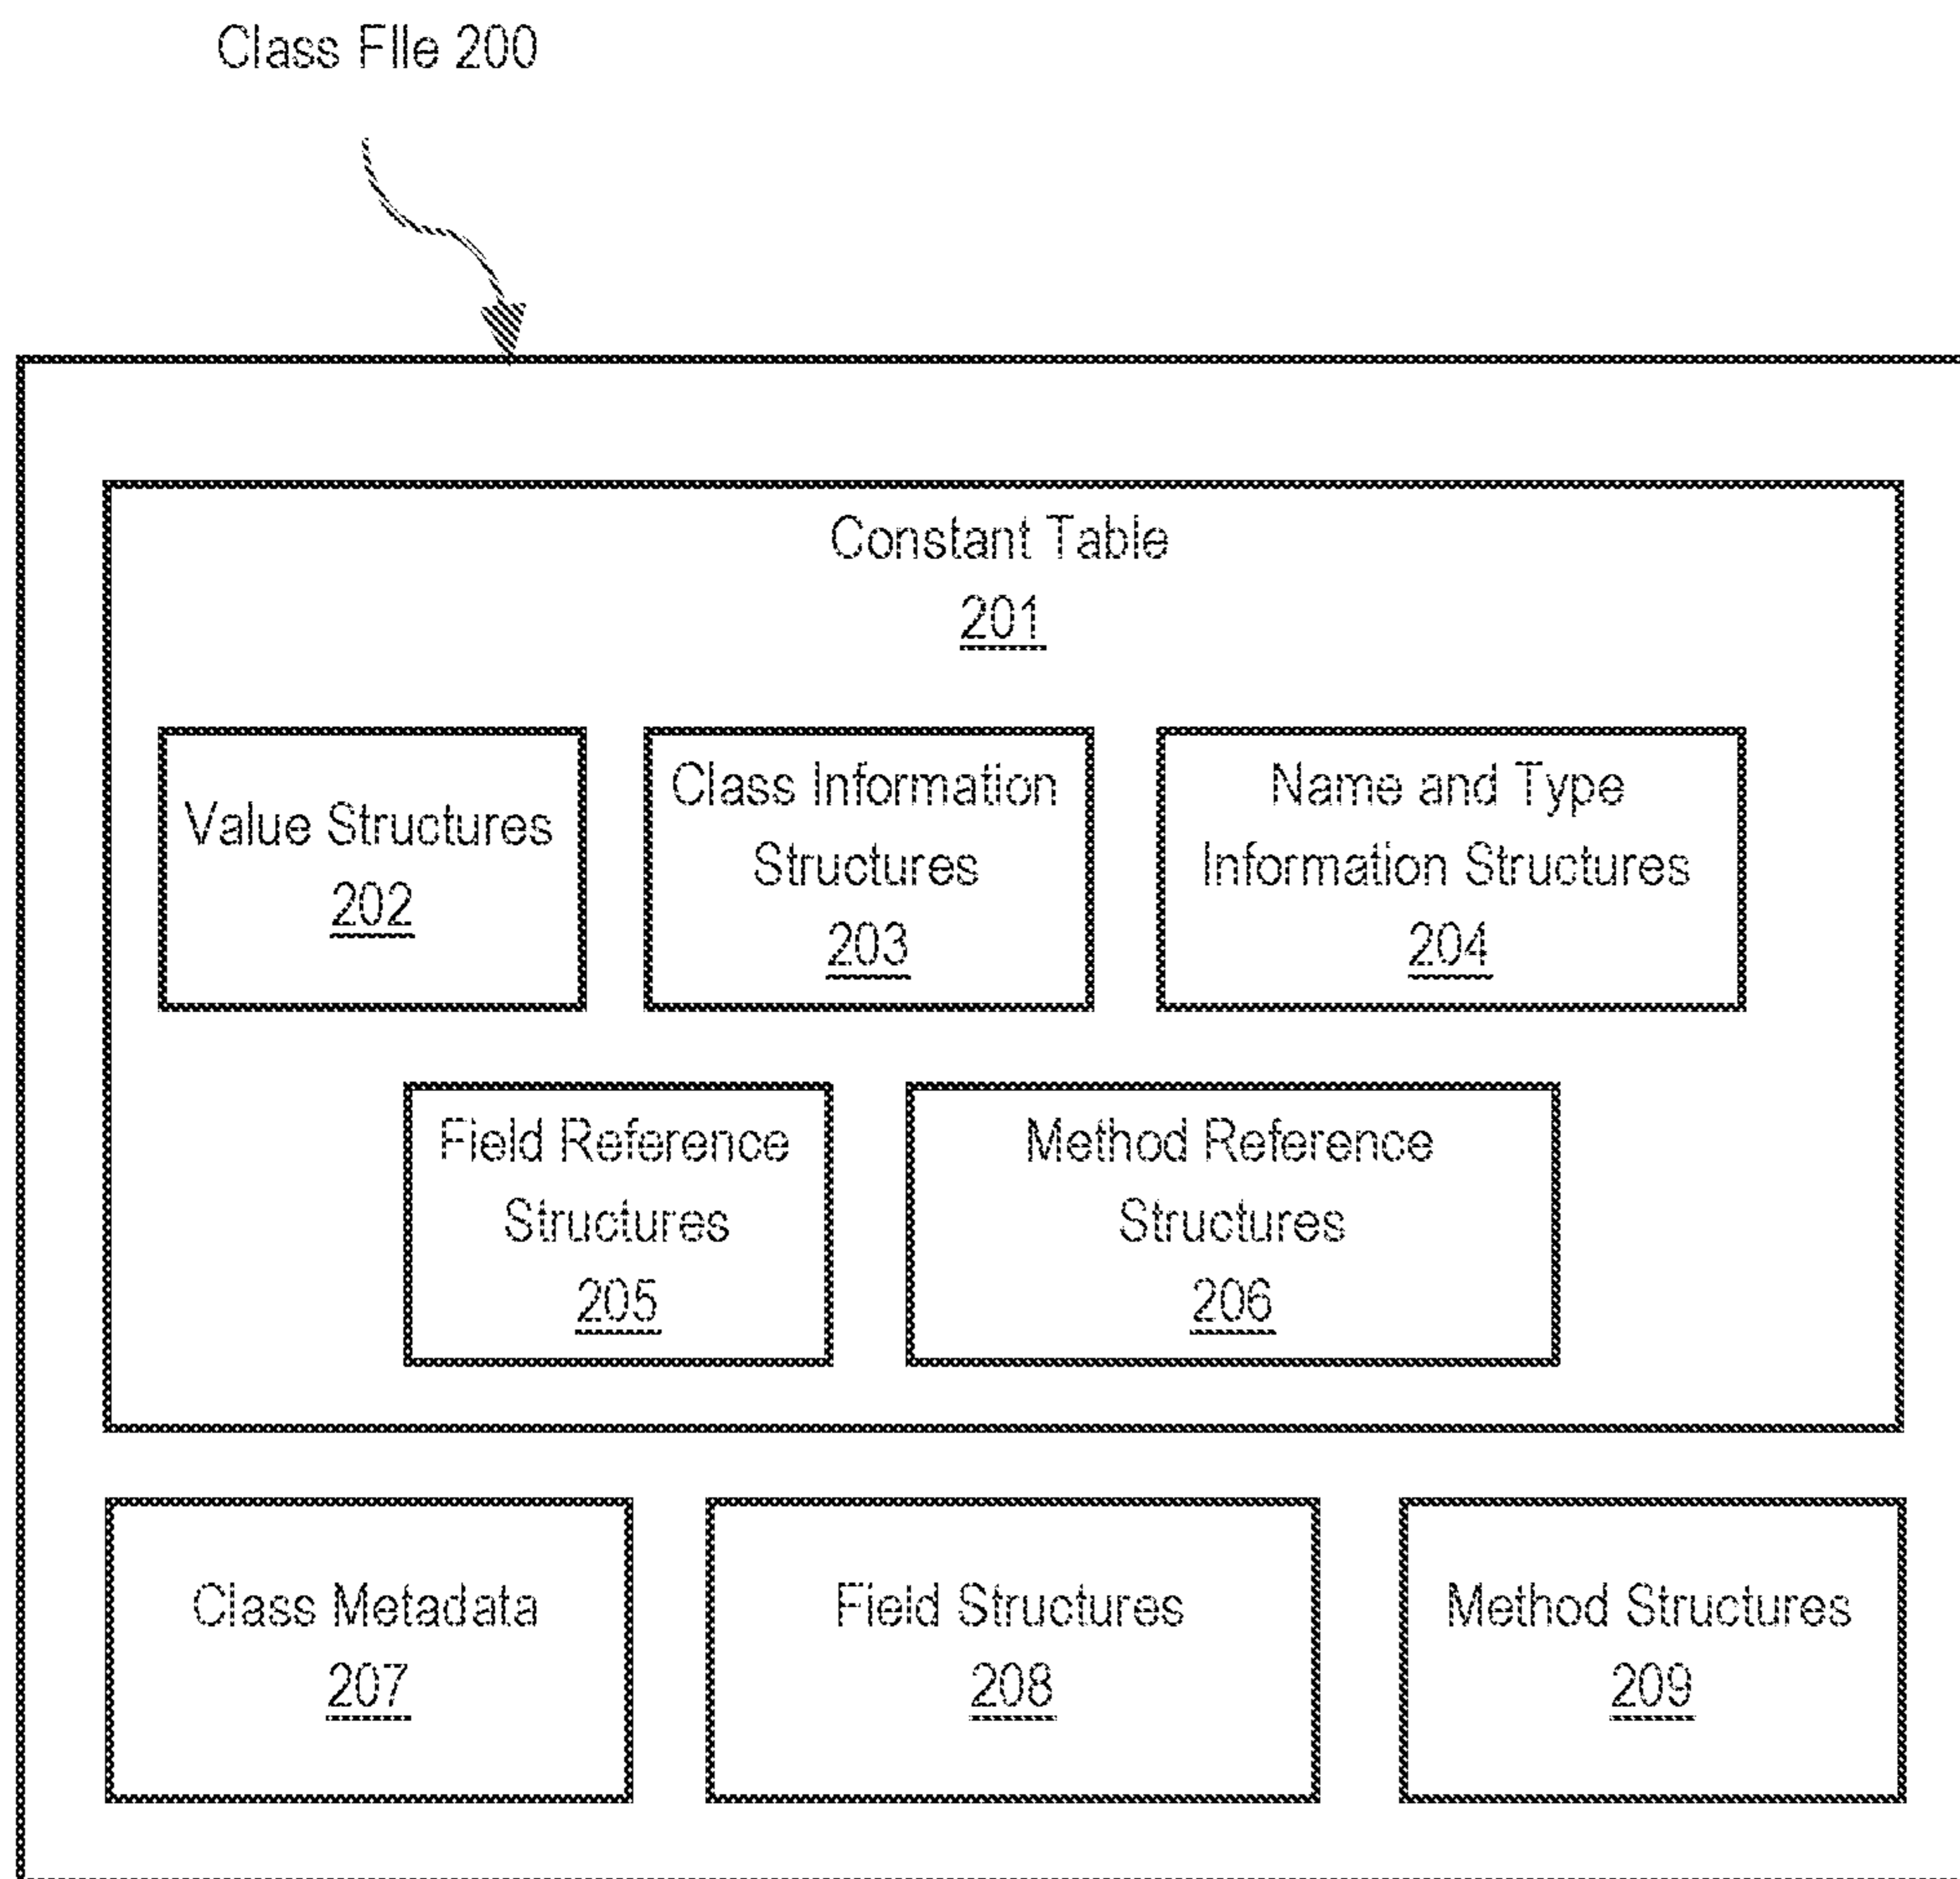 Class File 200
Constant Table
201
Value Structures
202
Class Information
Structures
203
Name and Type
Information Structures
204
Field Reference
Structures
205
Method Reference
Structures
206
Class Metadata
207
Field Structures
208
Method Structures
209